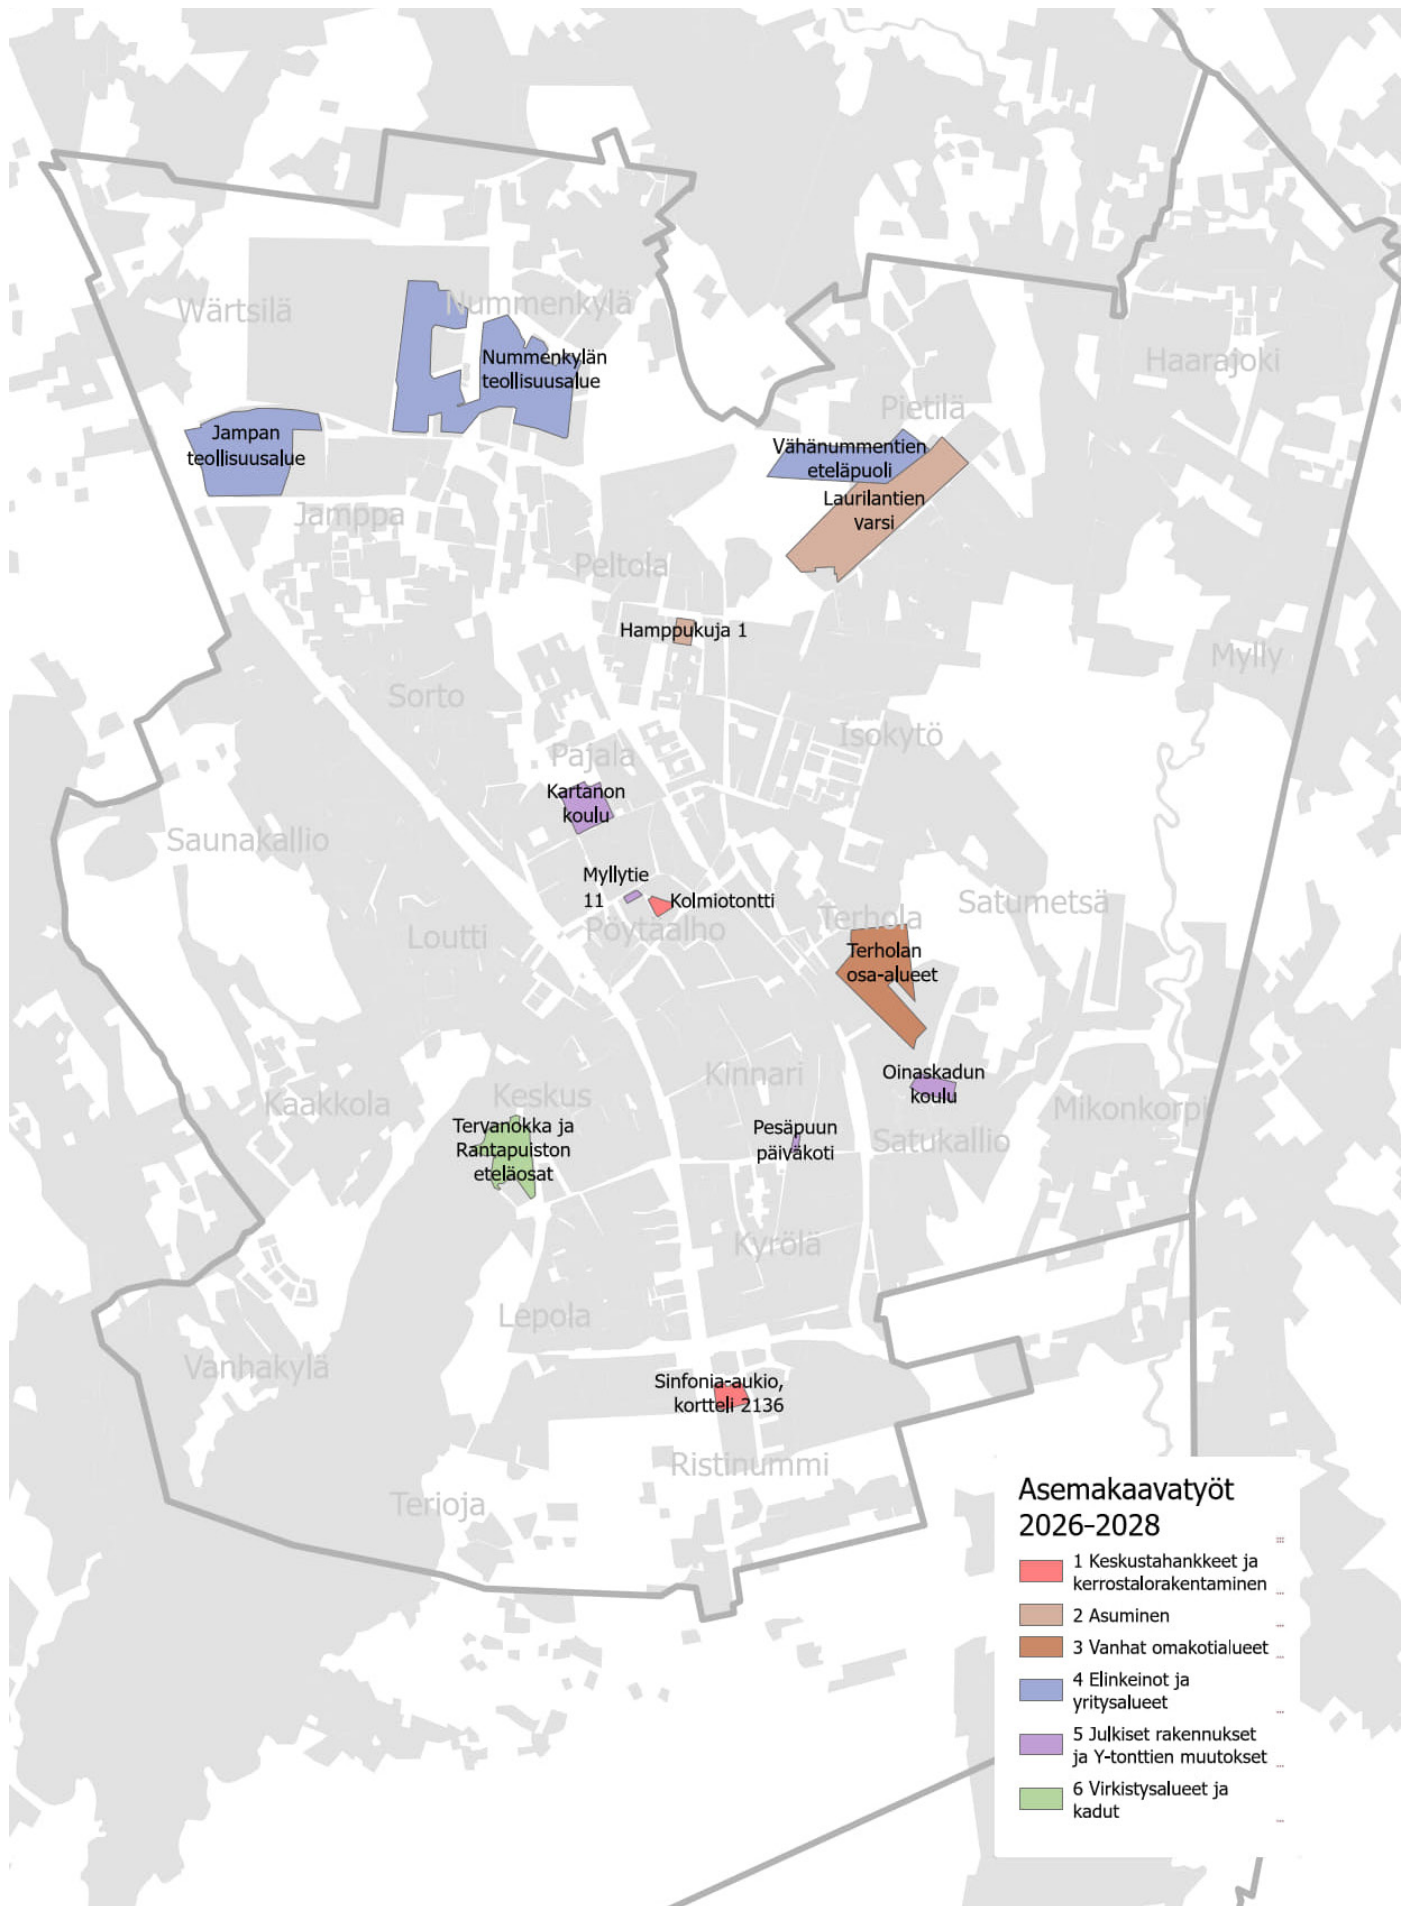 Wärtsilä
Nummenkylä
Nummenkylän
teollisuusalue
Haarajoki
Pietilä
Jampan
teollisuusalue
Vähänummentien
eteläpuoli
Laurilantien
varsi
Jamppa
Peltola
Hamppukuja 1
Mylly
Sorto
Isokytö
Pajala
Kartanon
koulu
Saunakallio
Myllytie
11
Kolmiotontti
Pöytäalho
Loutti
Satumetsä
Terhola
Terholan
osa-alueet
Kinnari
Oinaskadun
koulu
Keskus
Kaakkola
Mikonkorpi
Tervanokka ja
Rantapuiston
eteläosat
Pesäpuun
päiväkoti
Satukallio
Kyrölä
Lepola
Vanhakylä
Sinfonia-aukio,
kortteli 2136
Ristinummi
Terioja
Asemakaavatyöt
2026-2028
1 Keskustahankkeet ja
kerrostalorakentaminen
2 Asuminen
3 Vanhat omakotialueet
4 Elinkeinot ja
yritysalueet
5 Julkiset rakennukset
ja Y-tonttien muutokset
6 Virkistysalueet ja
kadut